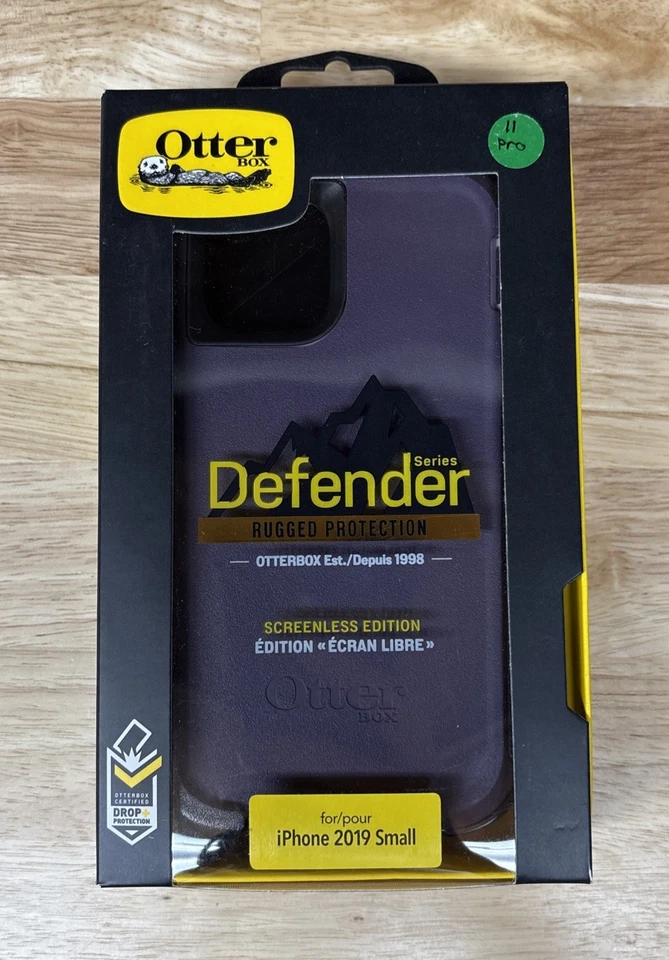 Otter
BOX
11
Pro
Defender Series
RUGGED PROTECTION
OTTERBOX Est./Depuis 1998
SCREENLESS EDITION
ÉDITION « ÉCRAN LIBRE »
Otter
BOX
OTTERBOX
CERTIFIED
DROP+
PROTECTION
for/pour
iPhone 2019 Small